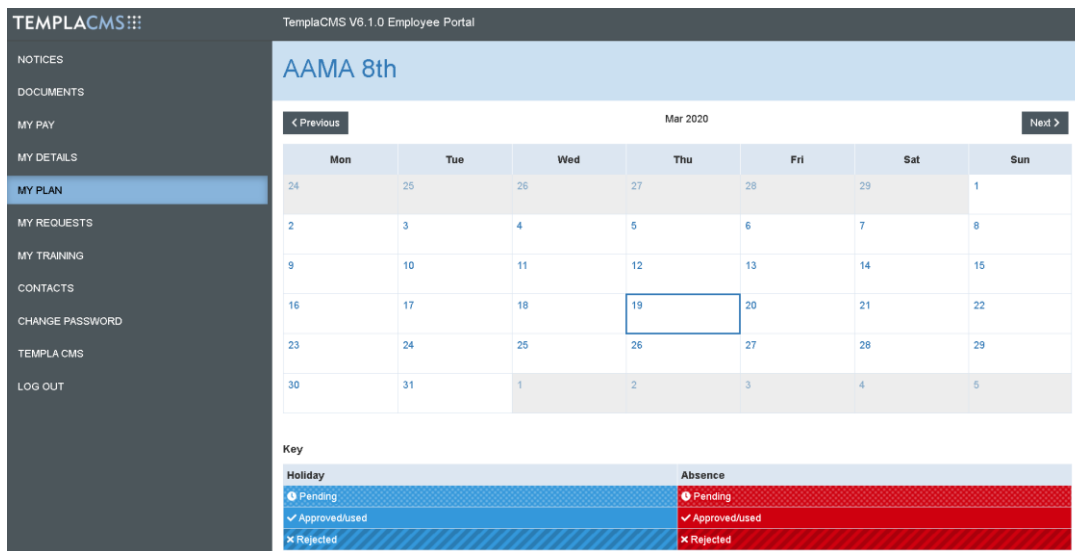 TEMPLACMS
TemplaCMS V6.1.0 Employee Portal
NOTICES
DOCUMENTS
MY PAY
MY DETAILS
MY PLAN
MY REQUESTS
MY TRAINING
CONTACTS
CHANGE PASSWORD
TEMPLA CMS
LOG OUT
AAMA 8th
Previous Mar 2020 Next
Mon Tue Wed Thu Fri Sat Sun
24 25 26 27 28 29 1
2 3 4 5 6 7 8
9 10 11 12 13 14 15
16 17 18 19 20 21 22
23 24 25 26 27 28 29
30 31 1 2 3 4 5
Key
Holiday Absence
Pending Pending
Approved/used Approved/used
Rejected Rejected